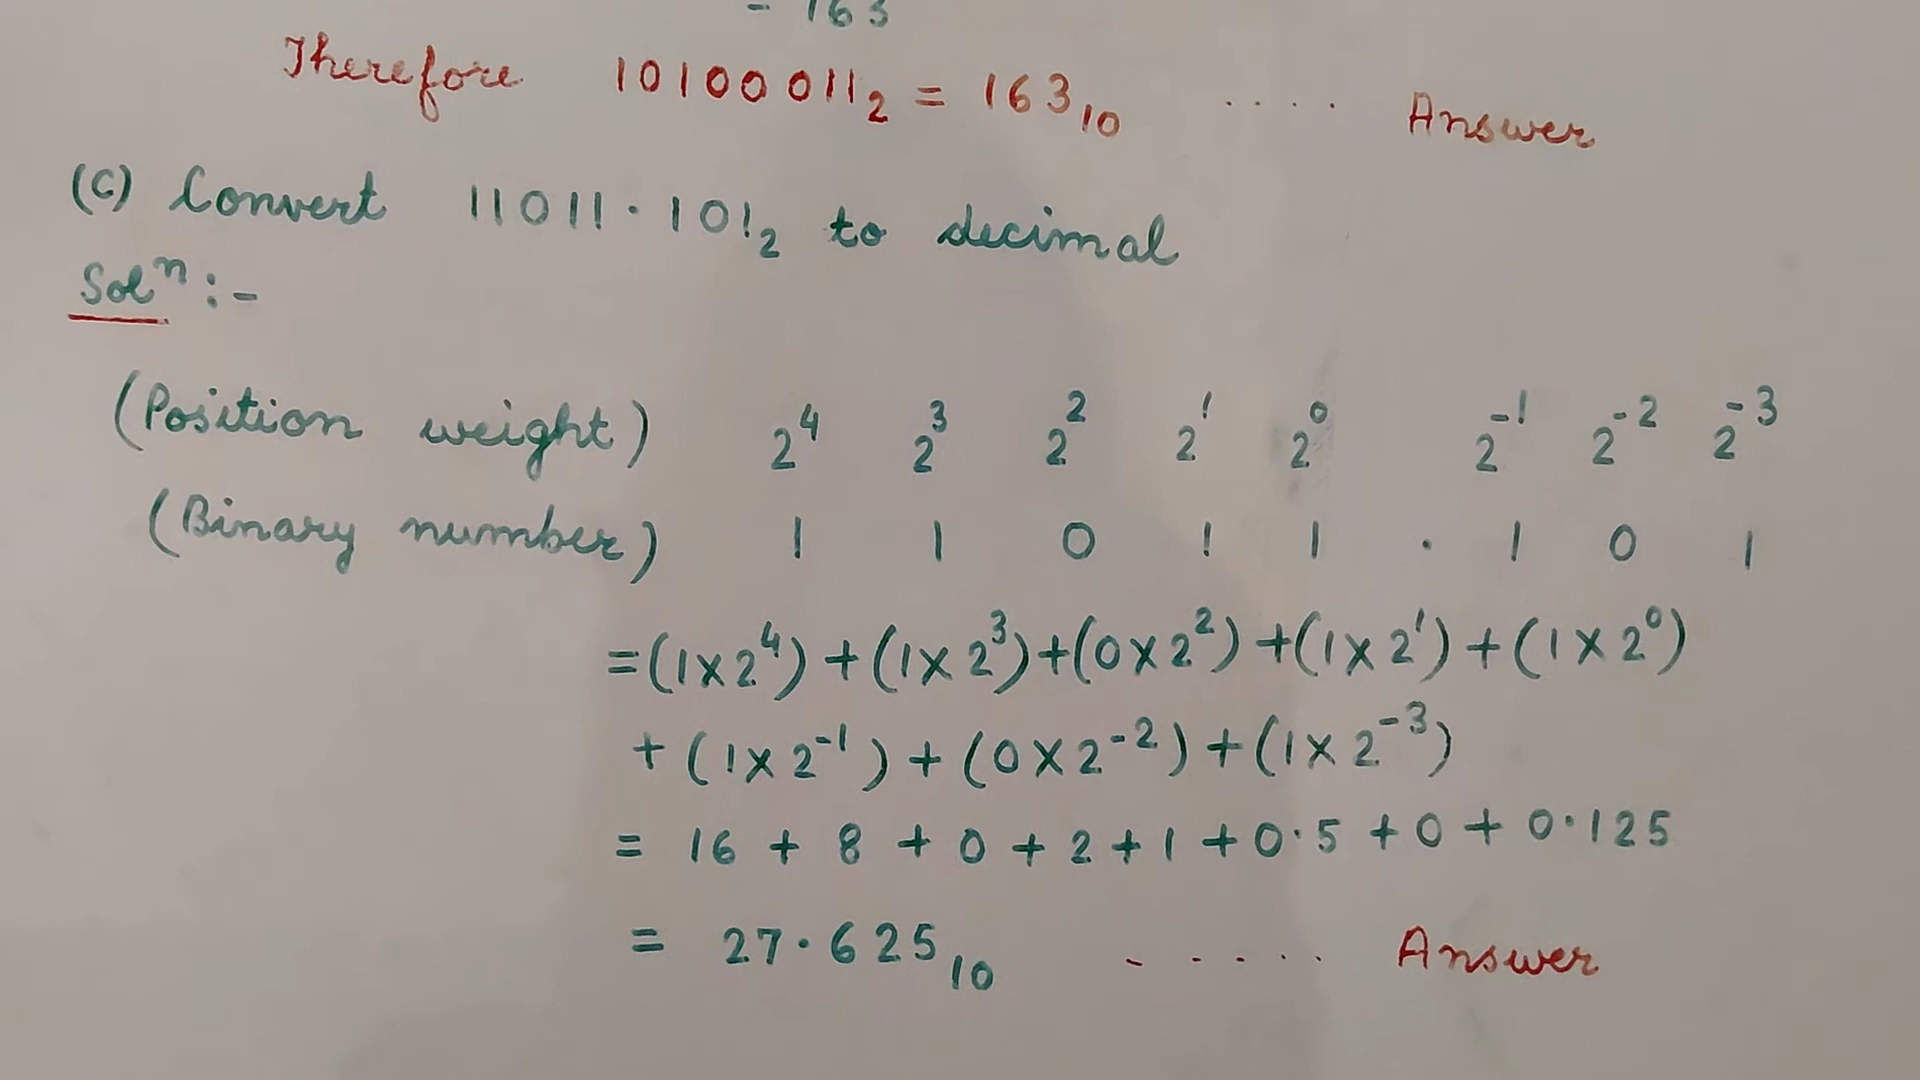 = 163
Therefore 10100011₂ = 163₁₀ .... Answer
(C) Convert 11011.101₂ to decimal
Solⁿ :-
(Position weight) 2⁴ 2³ 2² 2¹ 2⁰ 2⁻¹ 2⁻² 2⁻³
(Binary number) 1 1 0 1 1 . 1 0 1
=(1×2⁴)+(1×2³)+(0×2²)+(1×2¹)+(1×2⁰)
+(1×2⁻¹)+(0×2⁻²)+(1×2⁻³)
= 16 + 8 + 0 + 2 + 1 + 0.5 + 0 + 0.125
= 27.625₁₀ ..... Answer